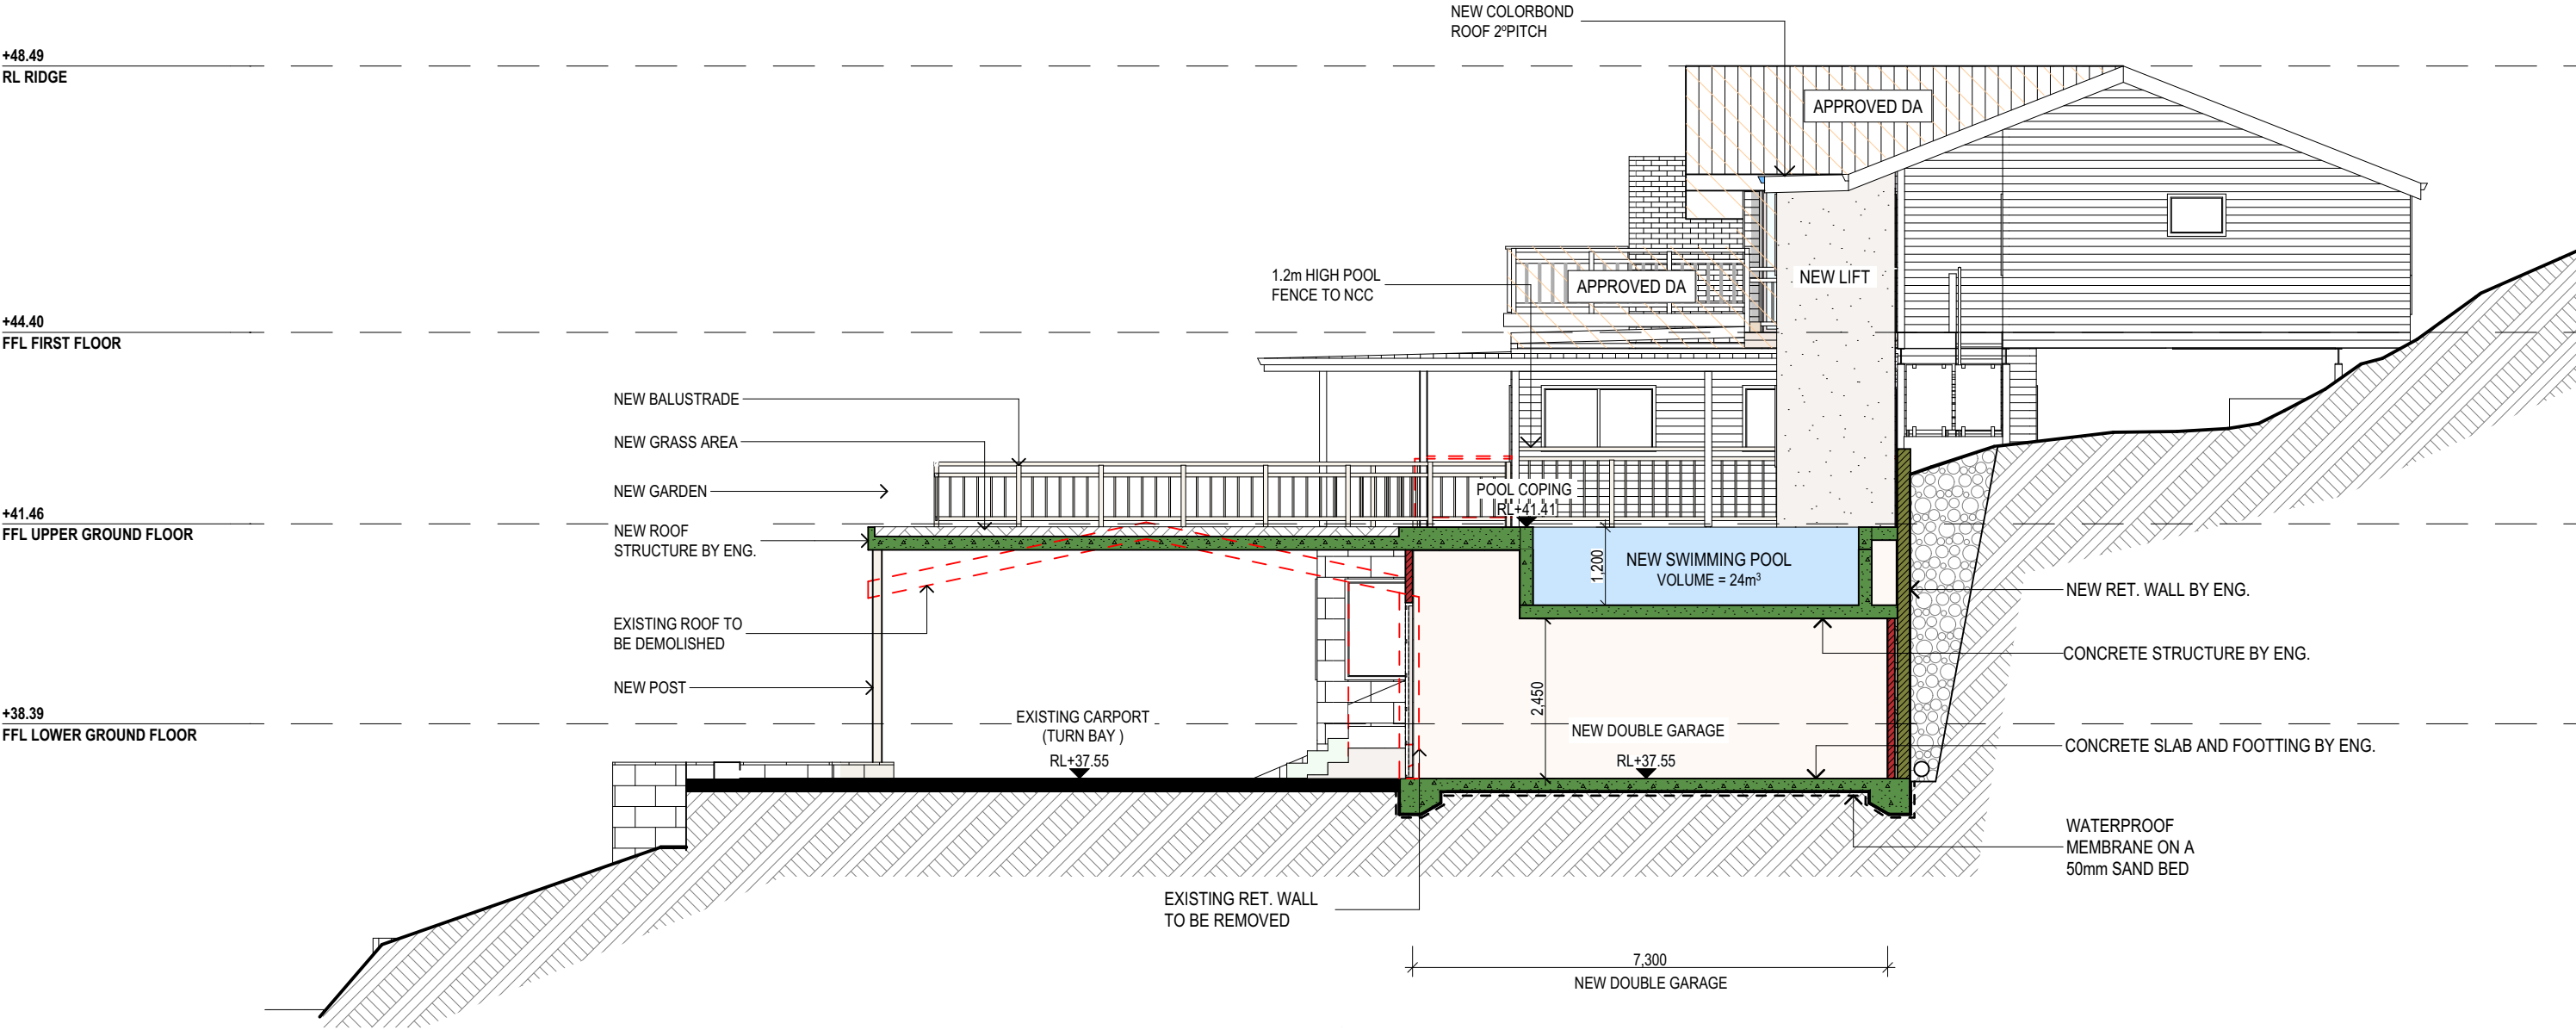 NEW COLORBOND
ROOF 2ºPITCH
+48.49
RL RIDGE
APPROVED DA
1.2m HIGH POOL
FENCE TO NCC
APPROVED DA
NEW LIFT
+44.40
FFL FIRST FLOOR
NEW BALUSTRADE
NEW GRASS AREA
NEW GARDEN
POOL COPING
RL+41.41
+41.46
FFL UPPER GROUND FLOOR
NEW ROOF
STRUCTURE BY ENG.
1,200
NEW SWIMMING POOL
VOLUME = 24m³
NEW RET. WALL BY ENG.
EXISTING ROOF TO
BE DEMOLISHED
CONCRETE STRUCTURE BY ENG.
NEW POST
2,450
+38.39
FFL LOWER GROUND FLOOR
EXISTING CARPORT
(TURN BAY )
RL+37.55
NEW DOUBLE GARAGE
RL+37.55
CONCRETE SLAB AND FOOTTING BY ENG.
WATERPROOF
MEMBRANE ON A
50mm SAND BED
EXISTING RET. WALL
TO BE REMOVED
7,300
NEW DOUBLE GARAGE